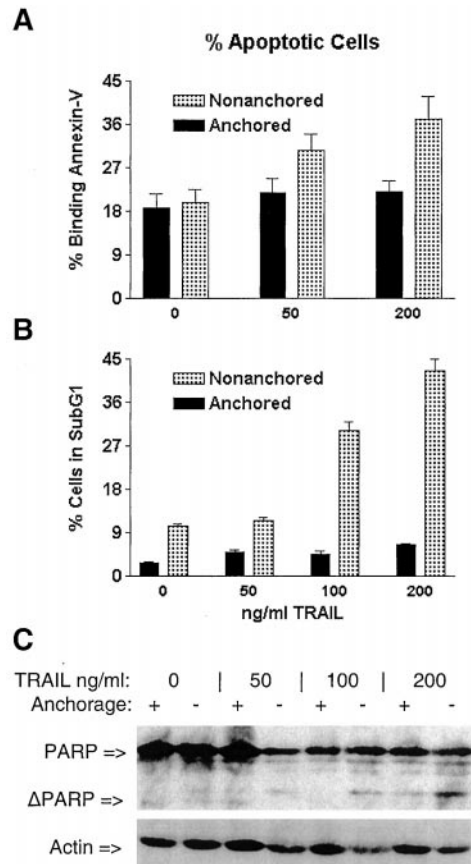 A
% Apoptotic Cells
% Binding Annexin-V
45
36
27
18
9
0
Nonanchored
Anchored
0 50 200
B
% Cells in SubG1
45
36
27
18
9
0
Nonanchored
Anchored
0 50 100 200
ng/ml TRAIL
C
TRAIL ng/ml: 0 | 50 | 100 | 200
Anchorage: + - + - + - + -
PARP =>
ΔPARP =>
Actin =>